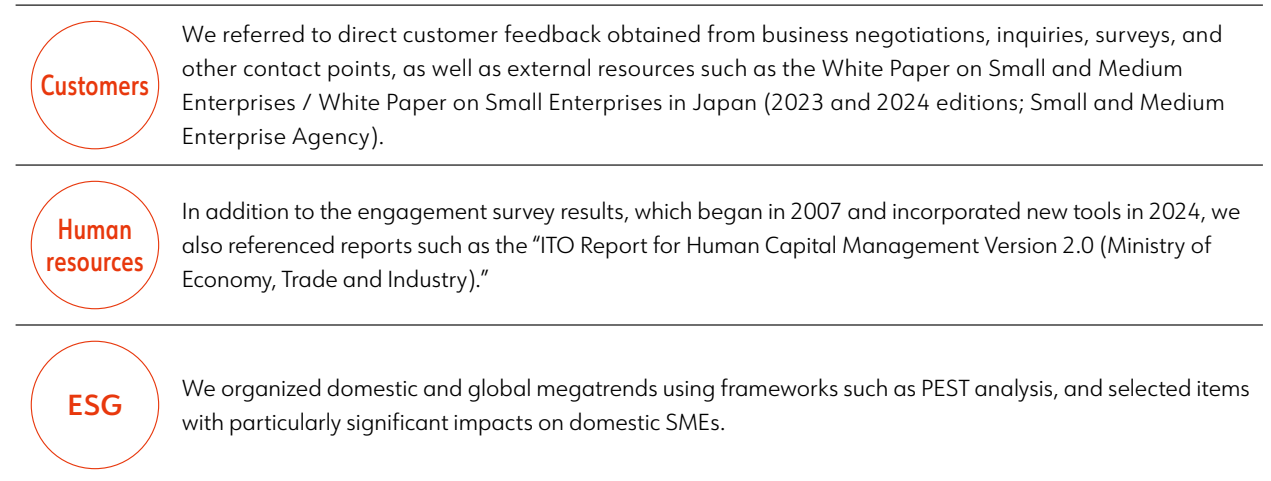 Customers
We referred to direct customer feedback obtained from business negotiations, inquiries, surveys, and
other contact points, as well as external resources such as the White Paper on Small and Medium
Enterprises / White Paper on Small Enterprises in Japan (2023 and 2024 editions; Small and Medium
Enterprise Agency).
Human
resources
In addition to the engagement survey results, which began in 2007 and incorporated new tools in 2024, we
also referenced reports such as the “ITO Report for Human Capital Management Version 2.0 (Ministry of
Economy, Trade and Industry).”
ESG
We organized domestic and global megatrends using frameworks such as PEST analysis, and selected items
with particularly significant impacts on domestic SMEs.